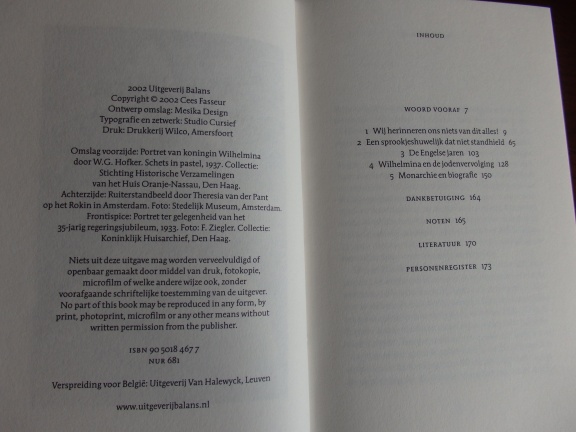 2002 Uitgeverij Balans
Copyright © 2002 Cees Fasseur
Ontwerp omslag: Mesika Design
Typografie en zetwerk: Studio Cursief
Druk: Drukkerij Wilco, Amersfoort
Omslag voorzijde: Portret van koningin Wilhelmina
door W.G. Hofker. Schets in pastel, 1937. Collectie:
Stichting Historische Verzamelingen
van het Huis Oranje-Nassau, Den Haag.
Achterzijde: Ruiterstandbeeld door Theresia van der Pant
op het Rokin in Amsterdam. Foto: Stedelijk Museum, Amsterdam.
Frontispice: Portret ter gelegenheid van het
35-jarig regeringsjubileum, 1933. Foto: F. Ziegler. Collectie:
Koninklijk Huisarchief, Den Haag.
Niets uit deze uitgave mag worden verveelvuldigd of
openbaar gemaakt door middel van druk, fotokopie,
microfilm of welke andere wijze ook, zonder
voorafgaande schriftelijke toestemming van de uitgever.
No part of this book may be reproduced in any form, by
print, photoprint, microfilm or any other means without
written permission from the publisher.
ISBN 90 5018 467 7
NUR 681
Verspreiding voor België: Uitgeverij Van Halewyck, Leuven
www.uitgeverijbalans.nl
INHOUD
WOORD VOORAF 7
1 Wij herinneren ons niets van dit alles! 9
2 Een sprookjeshuwelijk dat niet standhield 65
3 De Engelse jaren 103
4 Wilhelmina en de jodenvervolging 128
5 Monarchie en biografie 150
DANKBETUIGING 164
NOTEN 165
LITERATUUR 170
PERSONENREGISTER 173